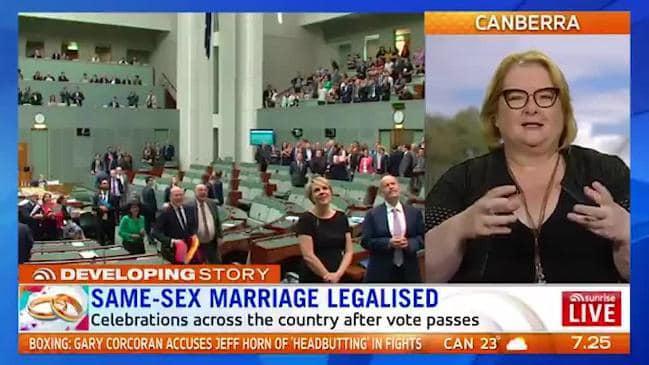 CANBERRA
DEVELOPING STORY
SAME-SEX MARRIAGE LEGALISED
Celebrations across the country after vote passes
sunrise
LIVE
BOXING: GARY CORCORAN ACCUSES JEFF HORN OF 'HEADBUTTING' IN FIGHTS
CAN 23°
7.25